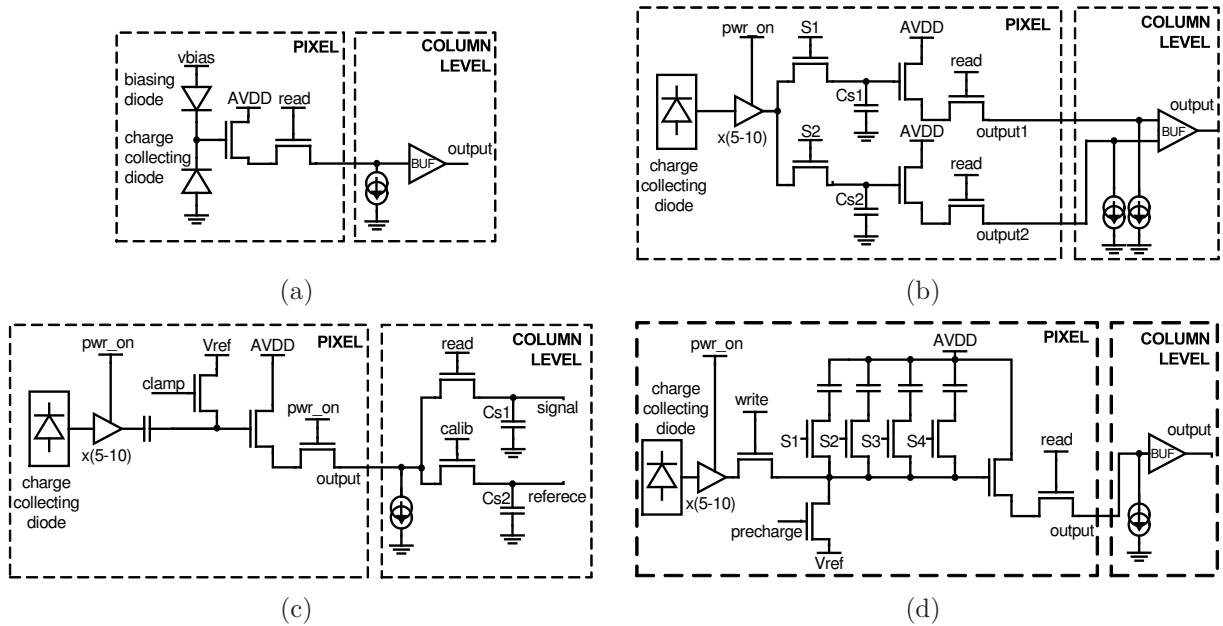 PIXEL
COLUMN
LEVEL
vbias
biasing
diode
AVDD
read
charge
collecting
diode
BUF
output
(a)
PIXEL
COLUMN
LEVEL
pwr_on
S1
AVDD
read
Cs1
output
x(5-10)
output1
BUF
S2
AVDD
charge
collecting
diode
read
Cs2
output2
(b)
PIXEL
COLUMN
LEVEL
pwr_on
Vref
AVDD
read
clamp
Cs1
signal
pwr_on
calib
x(5-10)
output
Cs2
referece
charge
collecting
diode
(c)
PIXEL
COLUMN
LEVEL
pwr_on
AVDD
charge
collecting
diode
write
S1
S2
S3
S4
read
output
BUF
x(5-10)
precharge
output
Vref
(d)